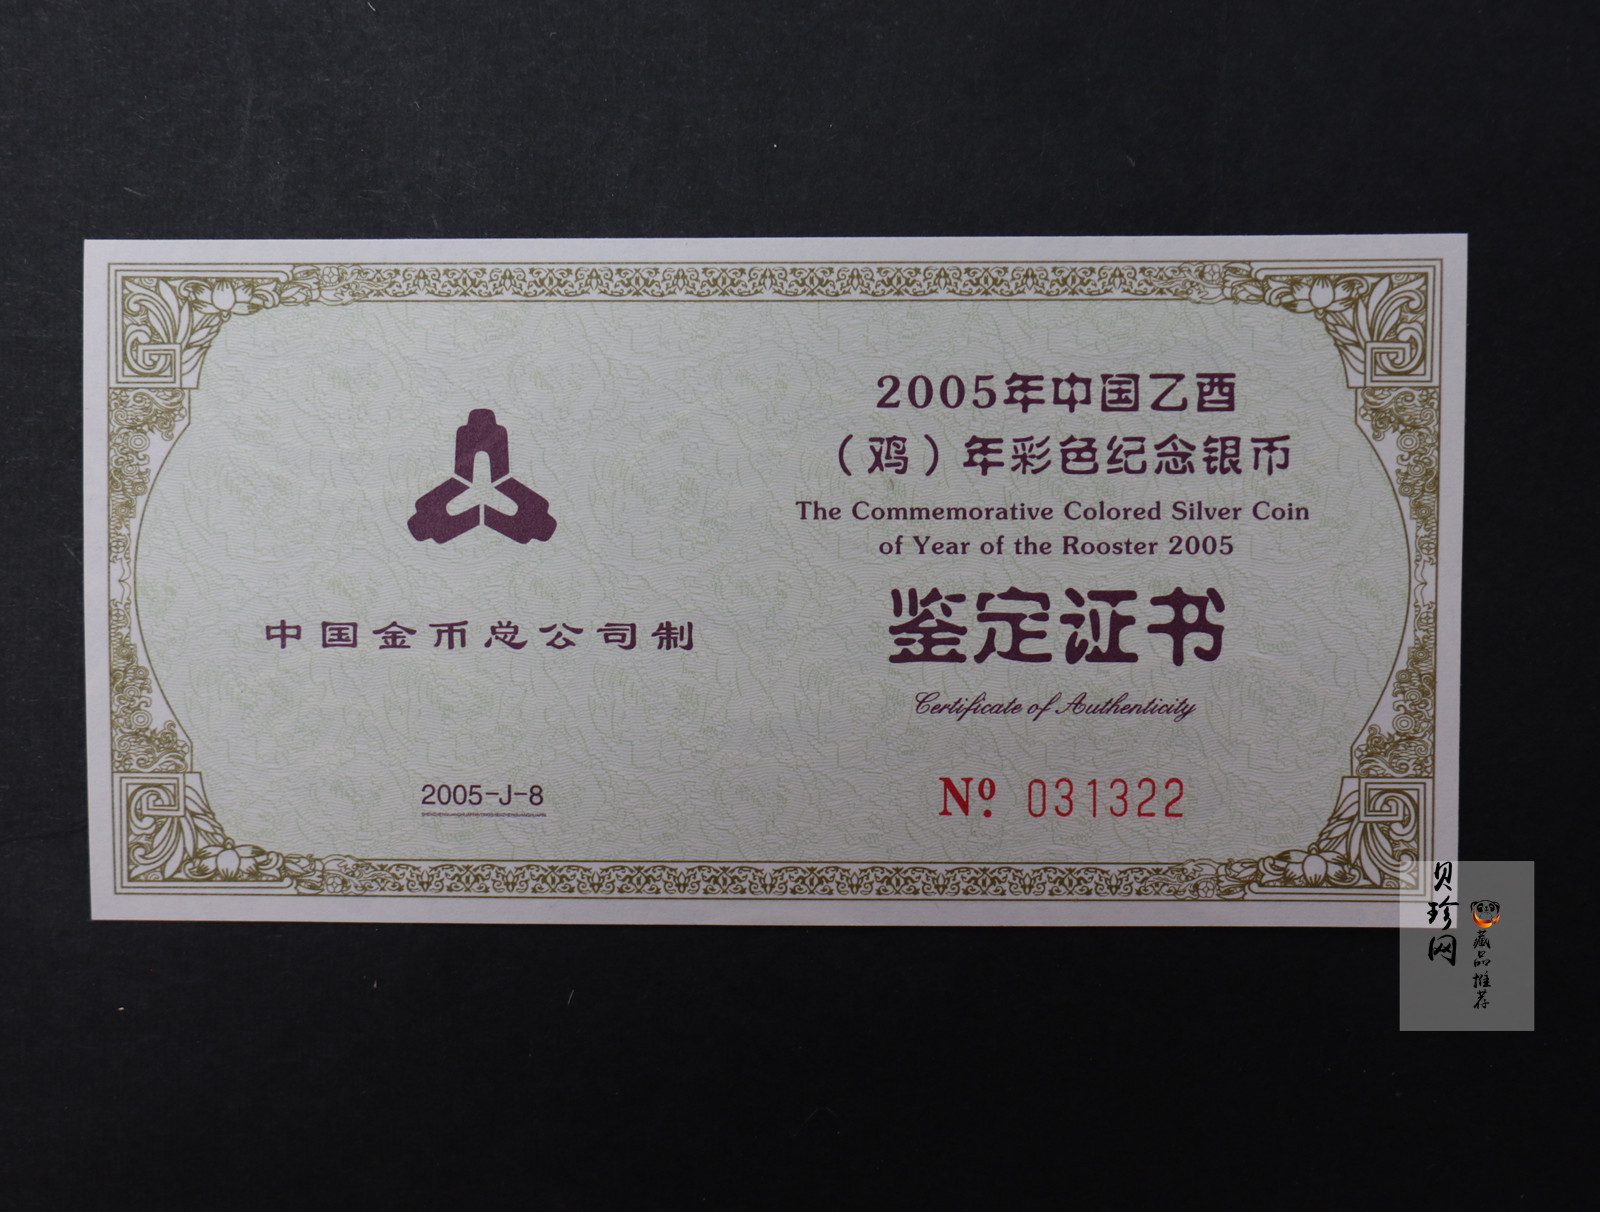 中国金币总公司制
2005-J-8
2005年中国乙酉
（鸡）年彩色纪念银币
The Commemorative Colored Silver Coin
of Year of the Rooster 2005
鉴定证书
Certificate of Authenticity
Nº 031322
贝珍网
藏品推荐